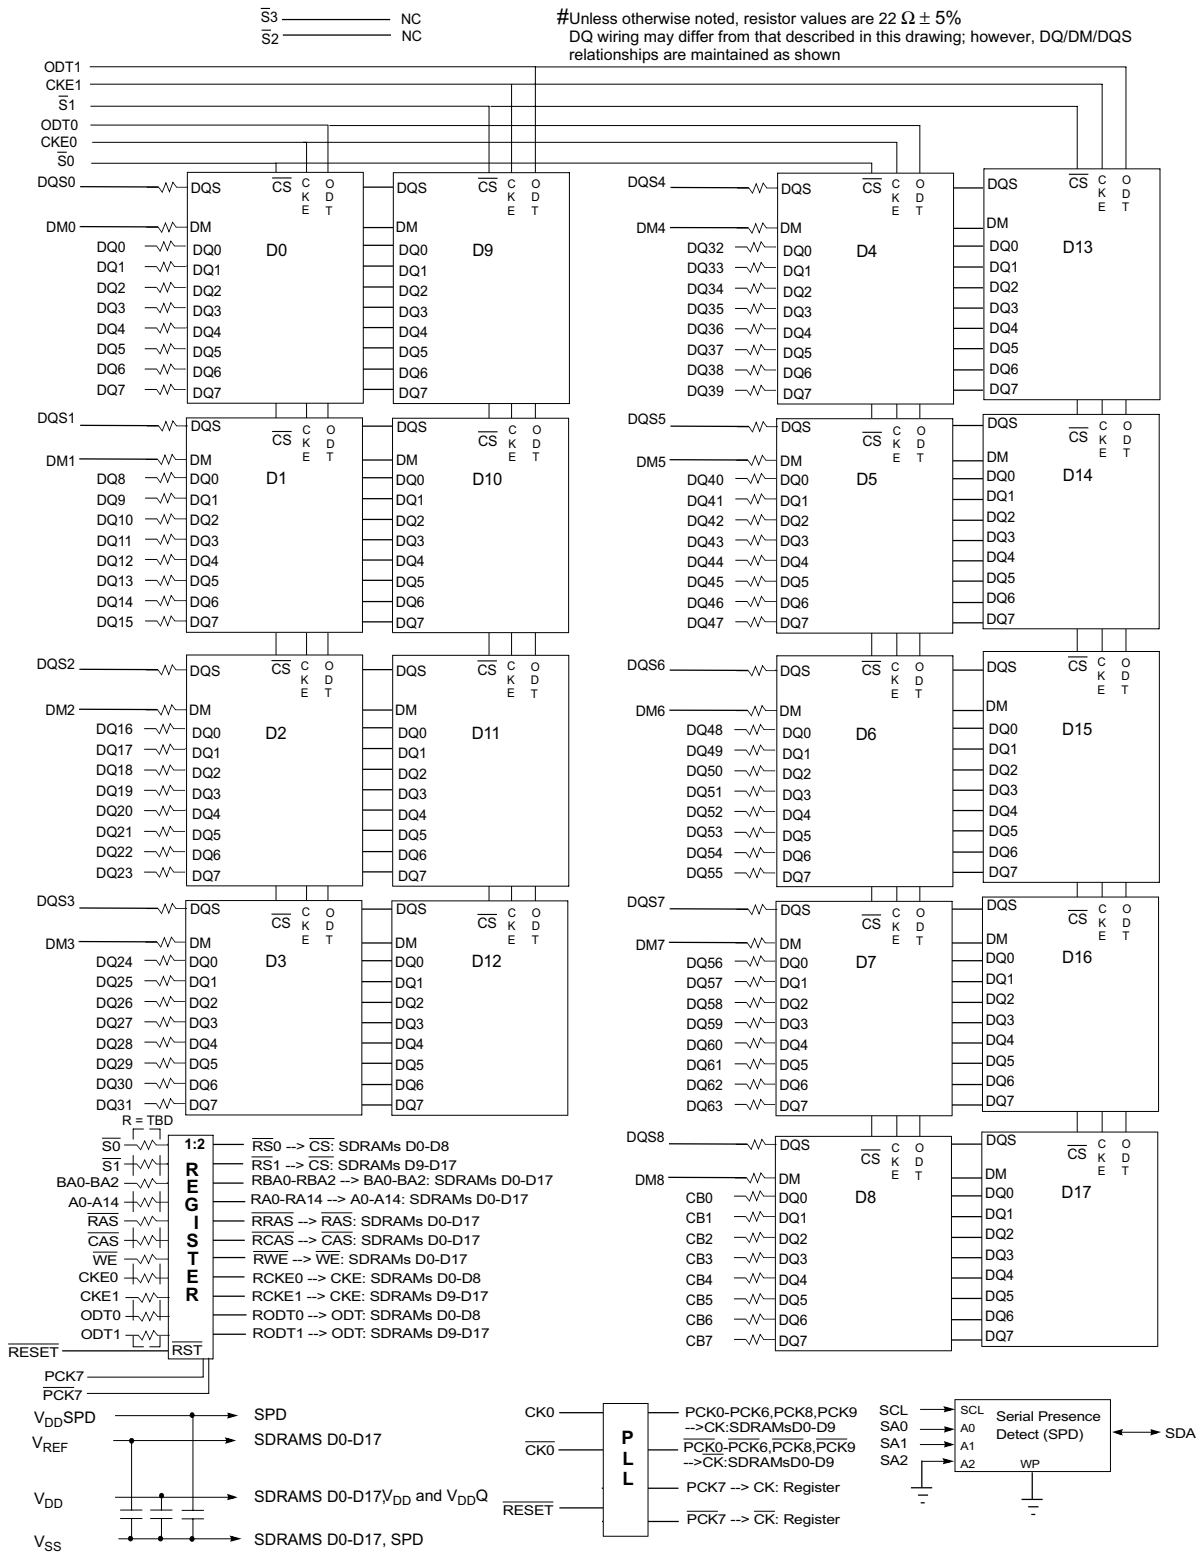 S3 NC
S2 NC
#Unless otherwise noted, resistor values are 22 Ω ± 5%
DQ wiring may differ from that described in this drawing; however, DQ/DM/DQS
relationships are maintained as shown
ODT1
CKE1
S1
ODT0
CKE0
S0
DQS0 DQS CS CKE ODT DQS CS CKE ODT
DM0 DM DM
D0 D9
DQ0 DQ0 DQ0
DQ1 DQ1 DQ1
DQ2 DQ2 DQ2
DQ3 DQ3 DQ3
DQ4 DQ4 DQ4
DQ5 DQ5 DQ5
DQ6 DQ6 DQ6
DQ7 DQ7 DQ7
DQS1 DQS CS CKE ODT DQS CS CKE ODT
DM1 DM DM
D1 D10
DQ8 DQ0 DQ0
DQ9 DQ1 DQ1
DQ10 DQ2 DQ2
DQ11 DQ3 DQ3
DQ12 DQ4 DQ4
DQ13 DQ5 DQ5
DQ14 DQ6 DQ6
DQ15 DQ7 DQ7
DQS2 DQS CS CKE ODT DQS CS CKE ODT
DM2 DM DM
D2 D11
DQ16 DQ0 DQ0
DQ17 DQ1 DQ1
DQ18 DQ2 DQ2
DQ19 DQ3 DQ3
DQ20 DQ4 DQ4
DQ21 DQ5 DQ5
DQ22 DQ6 DQ6
DQ23 DQ7 DQ7
DQS3 DQS CS CKE ODT DQS CS CKE ODT
DM3 DM DM
D3 D12
DQ24 DQ0 DQ0
DQ25 DQ1 DQ1
DQ26 DQ2 DQ2
DQ27 DQ3 DQ3
DQ28 DQ4 DQ4
DQ29 DQ5 DQ5
DQ30 DQ6 DQ6
DQ31 DQ7 DQ7
DQS4 DQS CS CKE ODT DQS CS CKE ODT
DM4 DM DM
D4 D13
DQ32 DQ0 DQ0
DQ33 DQ1 DQ1
DQ34 DQ2 DQ2
DQ35 DQ3 DQ3
DQ36 DQ4 DQ4
DQ37 DQ5 DQ5
DQ38 DQ6 DQ6
DQ39 DQ7 DQ7
DQS5 DQS CS CKE ODT DQS CS CKE ODT
DM5 DM DM
D5 D14
DQ40 DQ0 DQ0
DQ41 DQ1 DQ1
DQ42 DQ2 DQ2
DQ43 DQ3 DQ3
DQ44 DQ4 DQ4
DQ45 DQ5 DQ5
DQ46 DQ6 DQ6
DQ47 DQ7 DQ7
DQS6 DQS CS CKE ODT DQS CS CKE ODT
DM6 DM DM
D6 D15
DQ48 DQ0 DQ0
DQ49 DQ1 DQ1
DQ50 DQ2 DQ2
DQ51 DQ3 DQ3
DQ52 DQ4 DQ4
DQ53 DQ5 DQ5
DQ54 DQ6 DQ6
DQ55 DQ7 DQ7
DQS7 DQS CS CKE ODT DQS CS CKE ODT
DM7 DM DM
D7 D16
DQ56 DQ0 DQ0
DQ57 DQ1 DQ1
DQ58 DQ2 DQ2
DQ59 DQ3 DQ3
DQ60 DQ4 DQ4
DQ61 DQ5 DQ5
DQ62 DQ6 DQ6
DQ63 DQ7 DQ7
DQS8 DQS CS CKE ODT DQS CS CKE ODT
DM8 DM DM
D8 D17
CB0 DQ0 DQ0
CB1 DQ1 DQ1
CB2 DQ2 DQ2
CB3 DQ3 DQ3
CB4 DQ4 DQ4
CB5 DQ5 DQ5
CB6 DQ6 DQ6
CB7 DQ7 DQ7
R = TBD
1:2 REGISTER
S0 RS0 --> CS: SDRAMs D0-D8
S1 RS1 --> CS: SDRAMs D9-D17
BA0-BA2 RBA0-RBA2 --> BA0-BA2: SDRAMs D0-D17
A0-A14 RA0-RA14 --> A0-A14: SDRAMs D0-D17
RAS RRAS --> RAS: SDRAMs D0-D17
CAS RCAS --> CAS: SDRAMs D0-D17
WE RWE --> WE: SDRAMs D0-D17
CKE0 RCKE0 --> CKE: SDRAMs D0-D8
CKE1 RCKE1 --> CKE: SDRAMs D9-D17
ODT0 RODT0 --> ODT: SDRAMs D0-D8
ODT1 RODT1 --> ODT: SDRAMs D9-D17
RESET RST
PCK7
PCK7
VDDSPD SPD
VREF SDRAMS D0-D17
VDD SDRAMS D0-D17,VDD and VDDQ
VSS SDRAMS D0-D17, SPD
PLL
CK0 PCK0-PCK6,PCK8,PCK9
-->CK:SDRAMsD0-D9
CK0 PCK0-PCK6,PCK8,PCK9
-->CK:SDRAMsD0-D9
PCK7 --> CK: Register
RESET
PCK7 --> CK: Register
SCL SCL Serial Presence
SA0 A0 Detect (SPD) SDA
SA1 A1
SA2 A2 WP